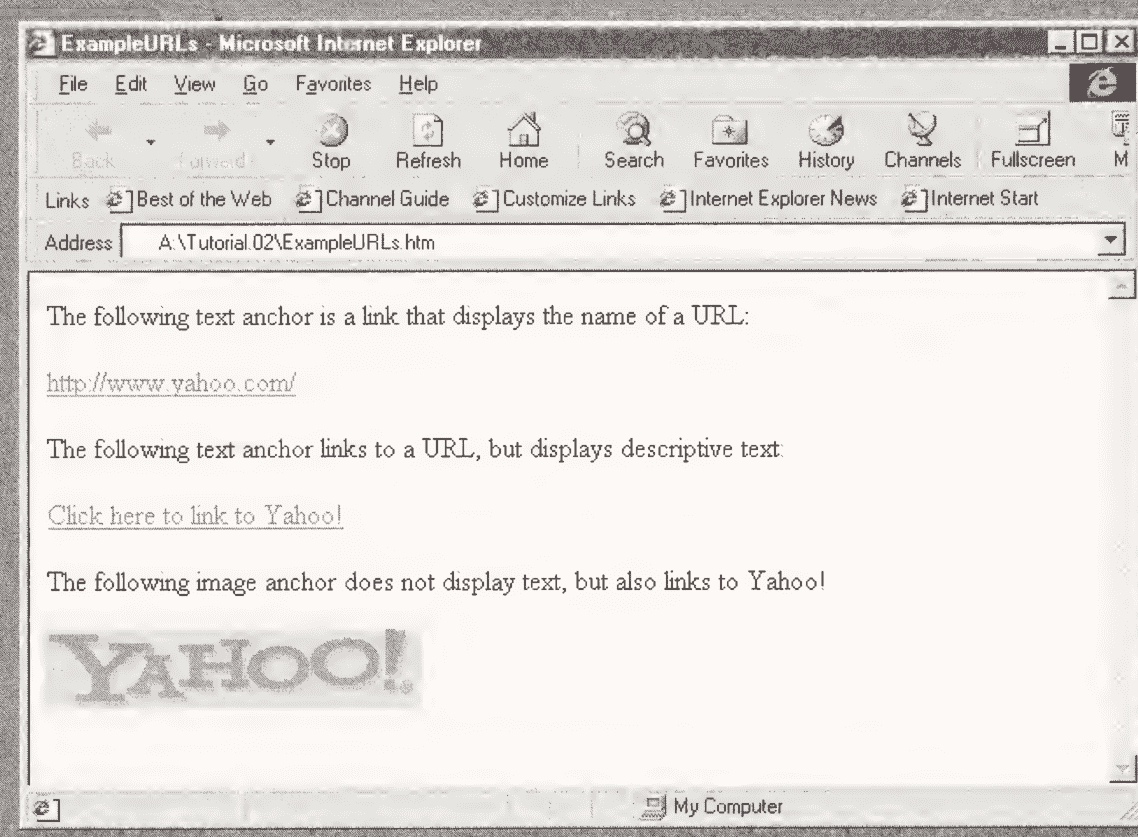 ExampleURLs - Microsoft Internet Explorer
File Edit View Go Favorites Help
Back Forward Stop Refresh Home Search Favorites History Channels Fullscreen M
Links Best of the Web Channel Guide Customize Links Internet Explorer News Internet Start
Address A:\Tutorial.02\ExampleURLs.htm
The following text anchor is a link that displays the name of a URL:
http://www.yahoo.com/
The following text anchor links to a URL, but displays descriptive text:
Click here to link to Yahoo!
The following image anchor does not display text, but also links to Yahoo!
YAHOO!
My Computer